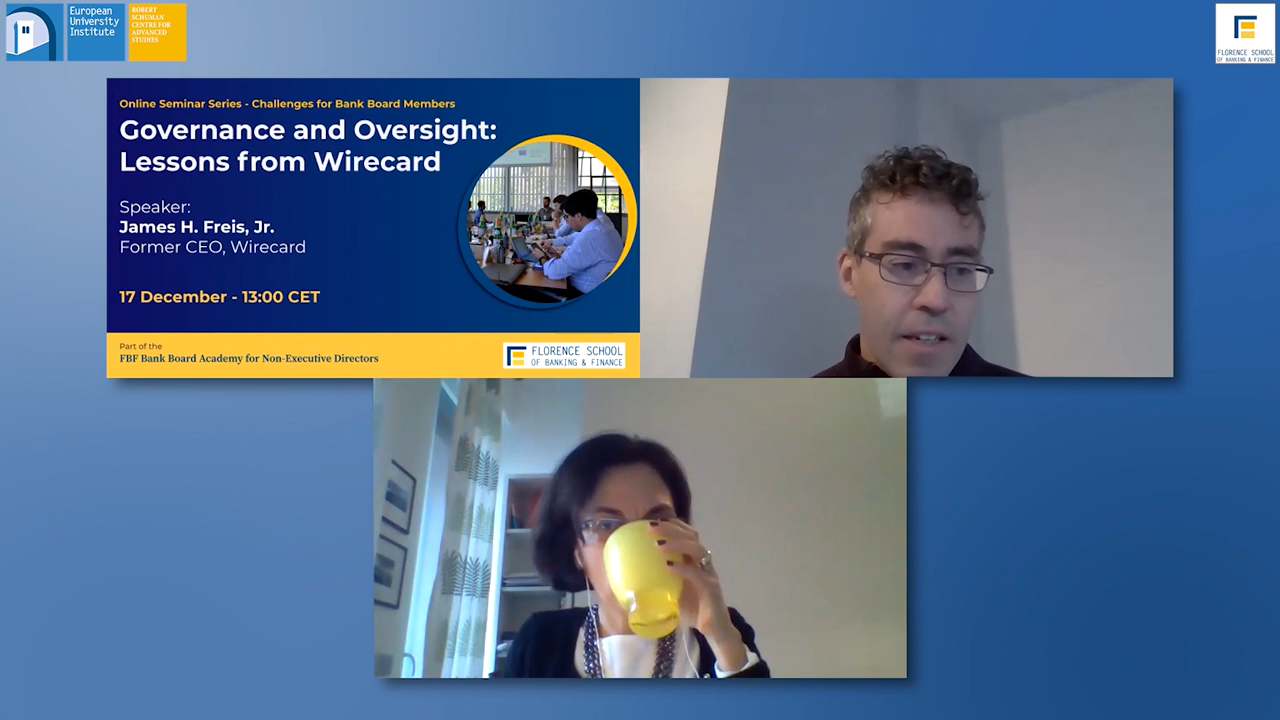 European
University
Institute
ROBERT
SCHUMAN
CENTRE FOR
ADVANCED
STUDIES
FLORENCE SCHOOL
OF BANKING & FINANCE
Online Seminar Series - Challenges for Bank Board Members
Governance and Oversight:
Lessons from Wirecard
Speaker:
James H. Freis, Jr.
Former CEO, Wirecard
17 December - 13:00 CET
Part of the
FBF Bank Board Academy for Non-Executive Directors
FLORENCE SCHOOL
OF BANKING & FINANCE